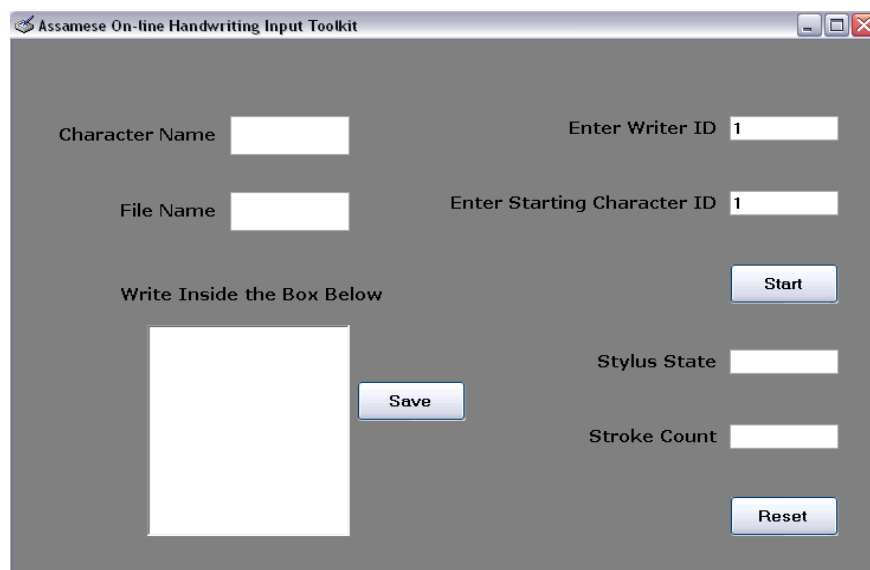 Assamese On-line Handwriting Input Toolkit
Character Name
Enter Writer ID 1
File Name
Enter Starting Character ID 1
Start
Write Inside the Box Below
Stylus State
Save
Stroke Count
Reset